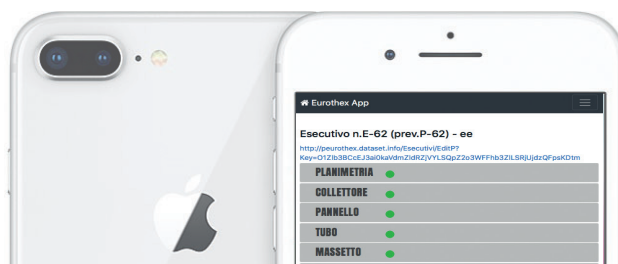 Eurothex App
Esecutivo n.E-62 (prev.P-62) - ee
http://peurothex.dataset.info/Esecutivi/EditP?
Key=O1ZIb3BCcEJ3ai0kaVdmZldRZjVYLSQpZ2o3WFFhb3ZILSRjUjdzQFpsKDtm
PLANIMETRIA
COLLETTORE
PANNELLO
TUBO
MASSETTO